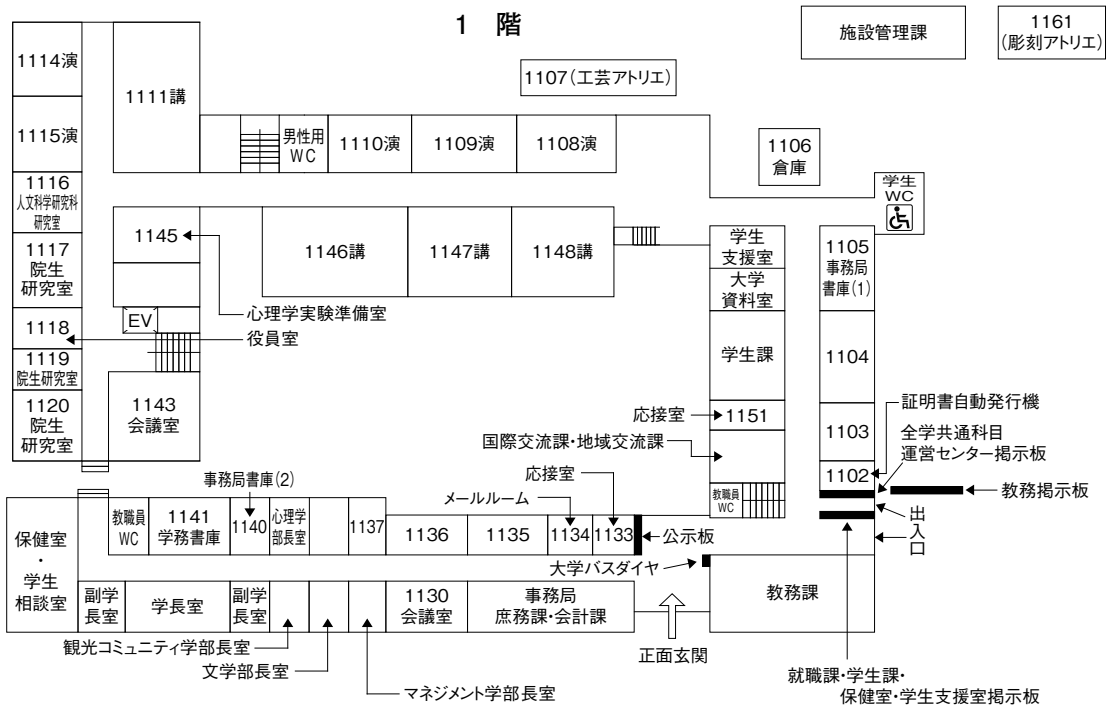 1 階
施設管理課
1161
(彫刻アトリエ)
1114演
1111講
1107(工芸アトリエ)
1115演
男性用
WC
1110演
1109演
1108演
1106
倉庫
1116
人文科学研究科
研究室
学生
WC
1117
院生
研究室
1145
1146講
1147講
1148講
学生
支援室
1105
事務局
書庫(1)
大学
資料室
EV
心理学実験準備室
1118
役員室
学生課
1104
1119
院生研究室
1120
院生
研究室
1143
会議室
応接室
1151
国際交流課・地域交流課
1103
証明書自動発行機
全学共通科目
運営センター掲示板
1102
教務掲示板
事務局書庫(2)
応接室
メールルーム
教職員
WC
出
入
口
教職員
WC
1141
学務書庫
1140
心理学
部長室
1137
1136
1135
1134
1133
公示板
大学バスダイヤ
保健室
・
学生
相談室
副学
長室
学長室
副学
長室
1130
会議室
事務局
庶務課・会計課
教務課
観光コミュニティ学部長室
文学部長室
マネジメント学部長室
正面玄関
就職課・学生課・
保健室・学生支援室掲示板